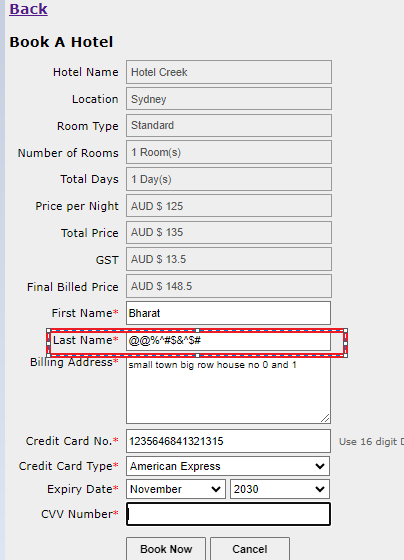 Back
Book A Hotel
Hotel Name Hotel Creek
Location Sydney
Room Type Standard
Number of Rooms 1 Room(s)
Total Days 1 Day(s)
Price per Night AUD $ 125
Total Price AUD $ 135
GST AUD $ 13.5
Final Billed Price AUD $ 148.5
First Name* Bharat
Last Name* @@%^#$&^$#
Billing Address* small town big row house no 0 and 1
Credit Card No.* 1235646841321315 Use 16 digit D
Credit Card Type* American Express
Expiry Date* November 2030
CVV Number*
Book Now Cancel